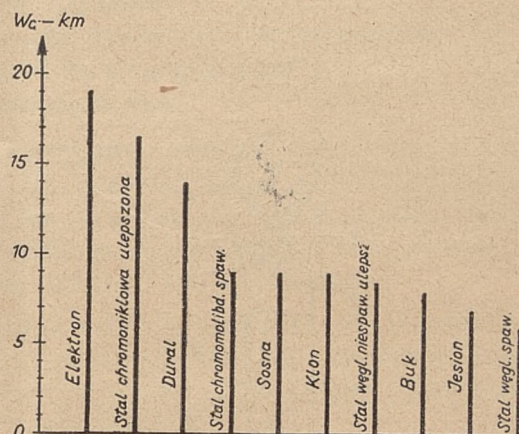 Wc – km
20
15
10
5
0
Elektron
Stal chromoniklowa ulepszona
Dural
Stal chromomolibd. spaw.
Sosna
Klon
Stal węgl. niespaw. ulepsz
Buk
Jesion
Stal węgl. spaw.